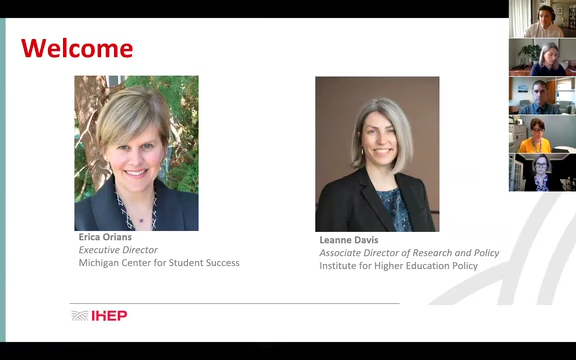 Welcome
Erica Orians
Executive Director
Michigan Center for Student Success
Leanne Davis
Associate Director of Research and Policy
Institute for Higher Education Policy
IHEP